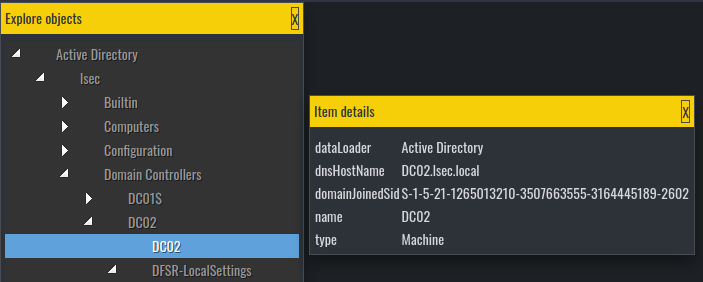 Explore objects X
Active Directory
lsec
Builtin
Computers
Configuration
Domain Controllers
DC01S
DC02
DC02
DFSR-LocalSettings
Item details X
dataLoader Active Directory
dnsHostName DC02.lsec.local
domainJoinedSid S-1-5-21-1265013210-3507663555-3164445189-2602
name DC02
type Machine